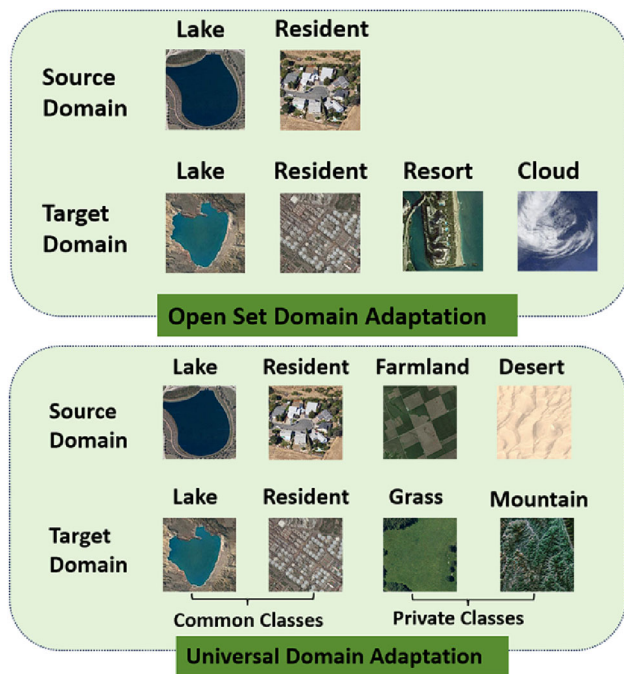 Lake Resident
Source
Domain
Lake Resident Resort Cloud
Target
Domain
Open Set Domain Adaptation
Lake Resident Farmland Desert
Source
Domain
Lake Resident Grass Mountain
Target
Domain
Common Classes Private Classes
Universal Domain Adaptation